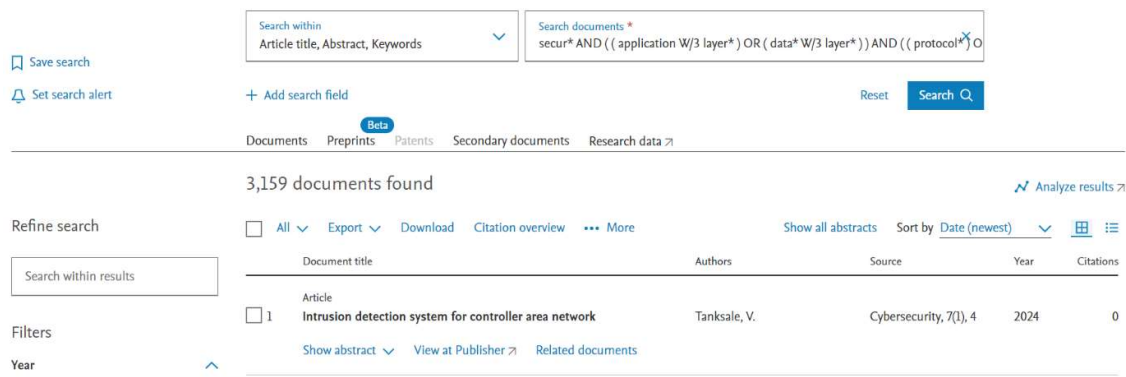 Search within
Article title, Abstract, Keywords
Search documents *
secur* AND ( ( application W/3 layer* ) OR ( data* W/3 layer* ) ) AND ( ( protocol* ) O
Save search
Set search alert
+ Add search field
Reset
Search
Beta
Documents Preprints Patents Secondary documents Research data
3,159 documents found
Analyze results
Refine search
All Export Download Citation overview ••• More
Show all abstracts Sort by Date (newest)
Document title Authors Source Year Citations
Search within results
Article
1 Intrusion detection system for controller area network Tanksale, V. Cybersecurity, 7(1), 4 2024 0
Filters
Show abstract View at Publisher Related documents
Year